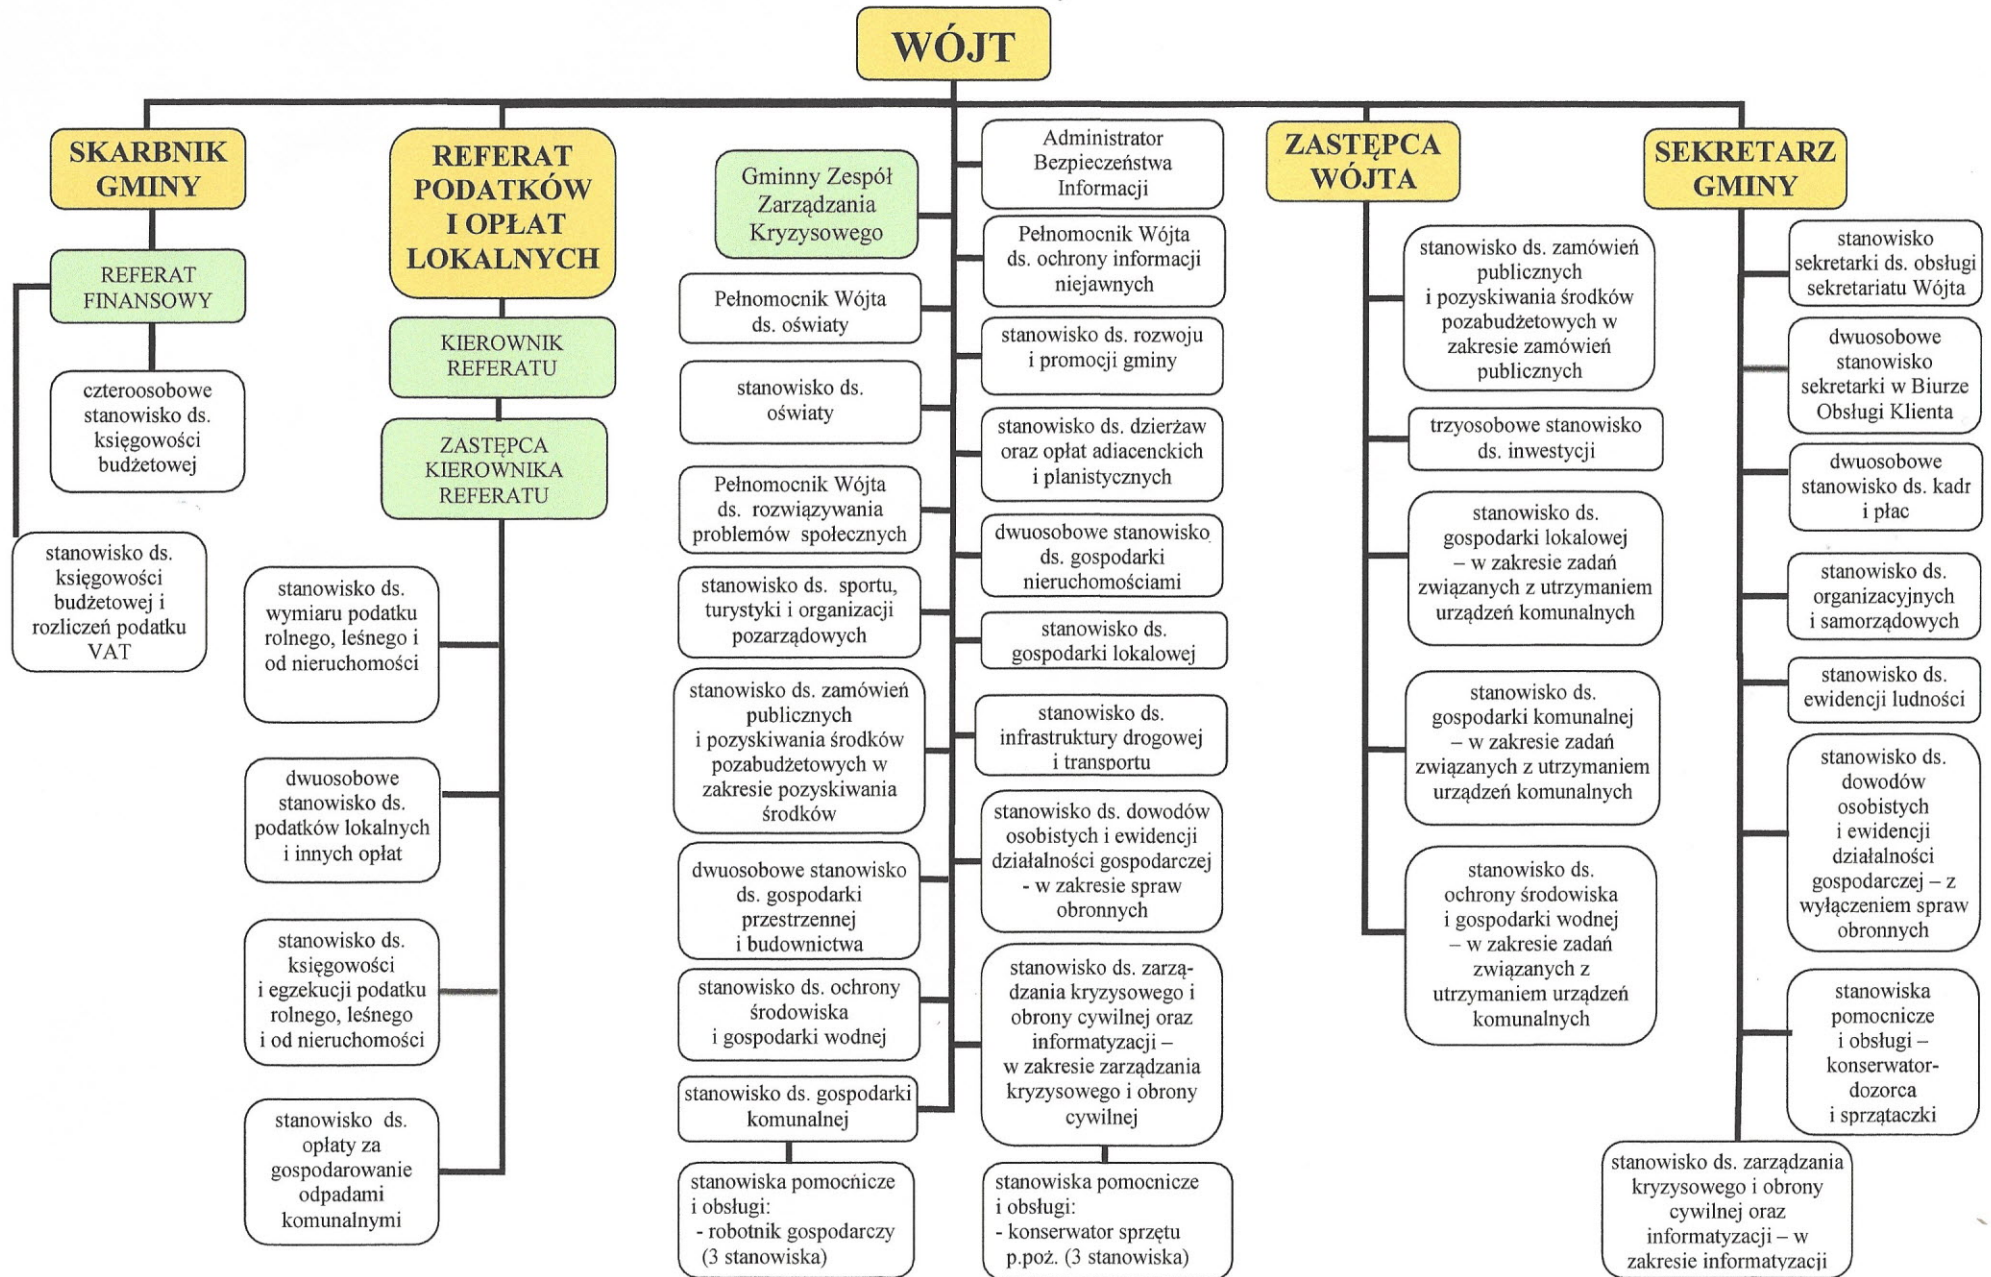 WÓJT
SKARBNIK
GMINY
REFERAT
FINANSOWY
czteroosobowe
stanowisko ds.
księgowości
budżetowej
stanowisko ds.
księgowości
budżetowej i
rozliczeń podatku
VAT
REFERAT
PODATKÓW
I OPŁAT
LOKALNYCH
KIEROWNIK
REFERATU
ZASTĘPCA
KIEROWNIKA
REFERATU
stanowisko ds.
wymiaru podatku
rolnego, leśnego i
od nieruchomości
dwuosobowe
stanowisko ds.
podatków lokalnych
i innych opłat
stanowisko ds.
księgowości
i egzekucji podatku
rolnego, leśnego
i od nieruchomości
stanowisko ds.
opłaty za
gospodarowanie
odpadami
komunalnymi
Gminny Zespół
Zarządzania
Kryzysowego
Pełnomocnik Wójta
ds. oświaty
stanowisko ds.
oświaty
Pełnomocnik Wójta
ds. rozwiązywania
problemów społecznych
stanowisko ds. sportu,
turystyki i organizacji
pozarządowych
stanowisko ds. zamówień
publicznych
i pozyskiwania środków
pozabudżetowych w
zakresie pozyskiwania
środków
dwuosobowe stanowisko
ds. gospodarki
przestrzennej
i budownictwa
stanowisko ds. ochrony
środowiska
i gospodarki wodnej
stanowisko ds. gospodarki
komunalnej
stanowiska pomocnicze
i obsługi:
- robotnik gospodarczy
(3 stanowiska)
Administrator
Bezpieczeństwa
Informacji
Pełnomocnik Wójta
ds. ochrony informacji
niejawnych
stanowisko ds. rozwoju
i promocji gminy
stanowisko ds. dzierżaw
oraz opłat adiacenckich
i planistycznych
dwuosobowe stanowisko
ds. gospodarki
nieruchomościami
stanowisko ds.
gospodarki lokalowej
stanowisko ds.
infrastruktury drogowej
i transportu
stanowisko ds. dowodów
osobistych i ewidencji
działalności gospodarczej
- w zakresie spraw
obronnych
stanowisko ds. zarzą-
dzania kryzysowego i
obrony cywilnej oraz
informatyzacji –
w zakresie zarządzania
kryzysowego i obrony
cywilnej
stanowiska pomocnicze
i obsługi:
- konserwator sprzętu
p.poż. (3 stanowiska)
ZASTĘPCA
WÓJTA
stanowisko ds. zamówień
publicznych
i pozyskiwania środków
pozabudżetowych w
zakresie zamówień
publicznych
trzyosobowe stanowisko
ds. inwestycji
stanowisko ds.
gospodarki lokalowej
– w zakresie zadań
związanych z utrzymaniem
urządzeń komunalnych
stanowisko ds.
gospodarki komunalnej
– w zakresie zadań
związanych z utrzymaniem
urządzeń komunalnych
stanowisko ds.
ochrony środowiska
i gospodarki wodnej
– w zakresie zadań
związanych z
utrzymaniem urządzeń
komunalnych
SEKRETARZ
GMINY
stanowisko
sekretarki ds. obsługi
sekretariatu Wójta
dwuosobowe
stanowisko
sekretarki w Biurze
Obsługi Klienta
dwuosobowe
stanowisko ds. kadr
i płac
stanowisko ds.
organizacyjnych
i samorządowych
stanowisko ds.
ewidencji ludności
stanowisko ds.
dowodów
osobistych
i ewidencji
działalności
gospodarczej – z
wyłączeniem spraw
obronnych
stanowiska
pomocnicze
i obsługi –
konserwator-
dozorca
i sprzątaczki
stanowisko ds. zarządzania
kryzysowego i obrony
cywilnej oraz
informatyzacji – w
zakresie informatyzacji